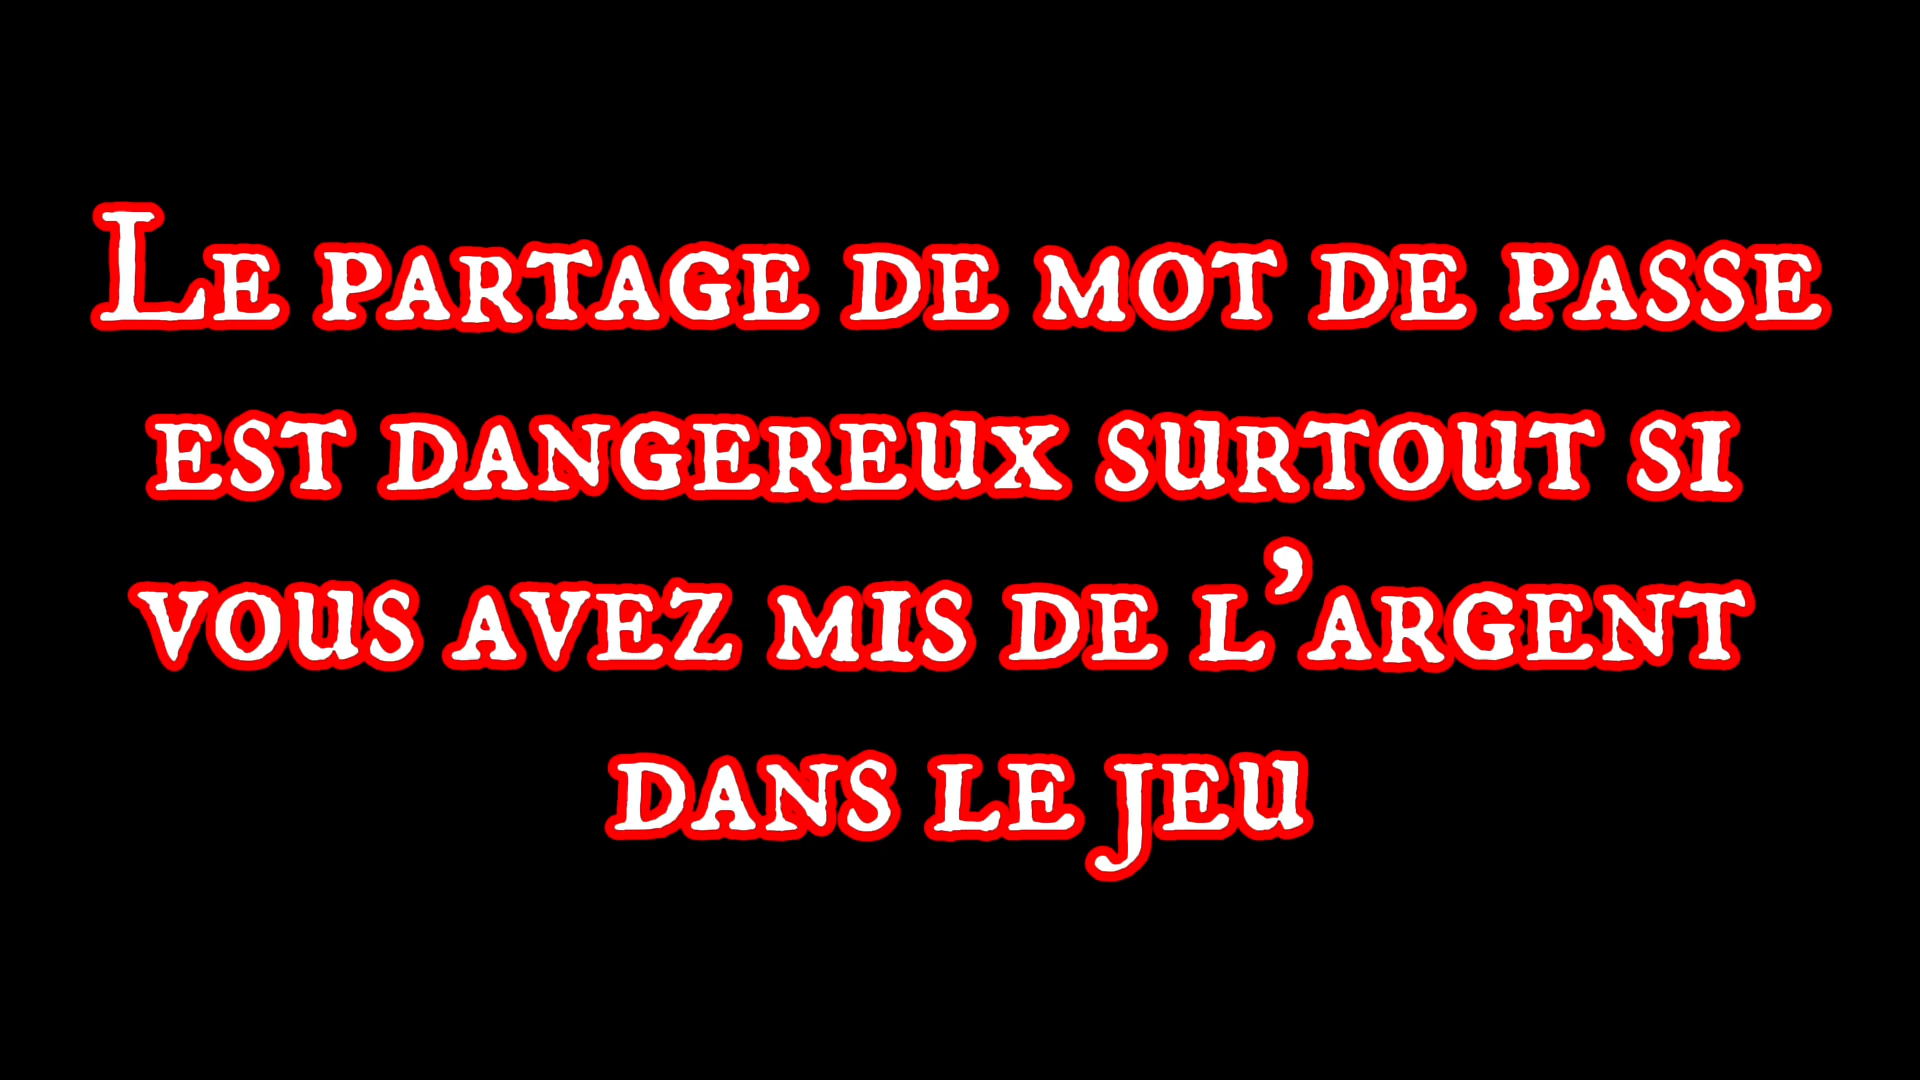 Le partage de mot de passe
est dangereux surtout si
vous avez mis de l’argent
dans le jeu